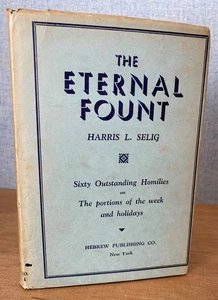 THE
ETERNAL
FOUNT
HARRIS L. SELIG
Sixty Outstanding Homilies
on
The portions of the week
and holidays
HEBREW PUBLISHING CO.
New York